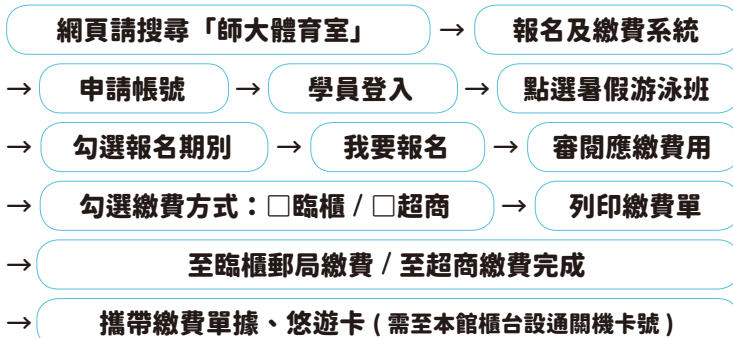 網頁請搜尋「師大體育室」 → 報名及繳費系統
→ 申請帳號 → 學員登入 → 點選暑假游泳班
→ 勾選報名期別 → 我要報名 → 審閱應繳費用
→ 勾選繳費方式：□臨櫃 / □超商 → 列印繳費單
→ 至臨櫃郵局繳費 / 至超商繳費完成
→ 攜帶繳費單據、悠遊卡 ( 需至本館櫃台設通關機卡號 )